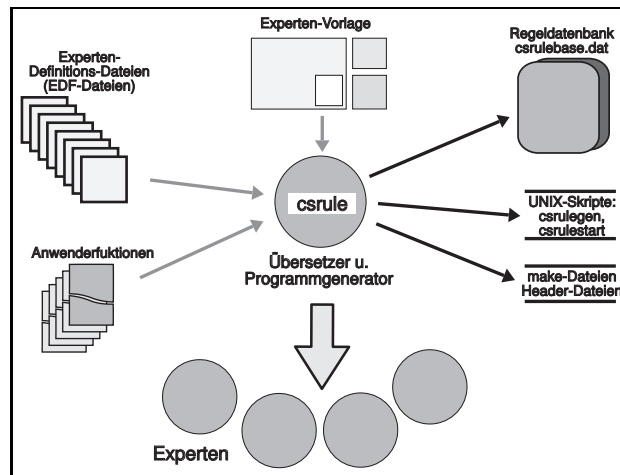 Experten-Vorlage
Experten-
Definitions-Dateien
(EDF-Dateien)
Regeldatenbank
csrulebase.dat
csrule
UNIX-Skripte:
csrulegen,
csrulestart
Anwenderfuktionen
Übersetzer u.
Programmgenerator
make-Dateien
Header-Dateien
Experten